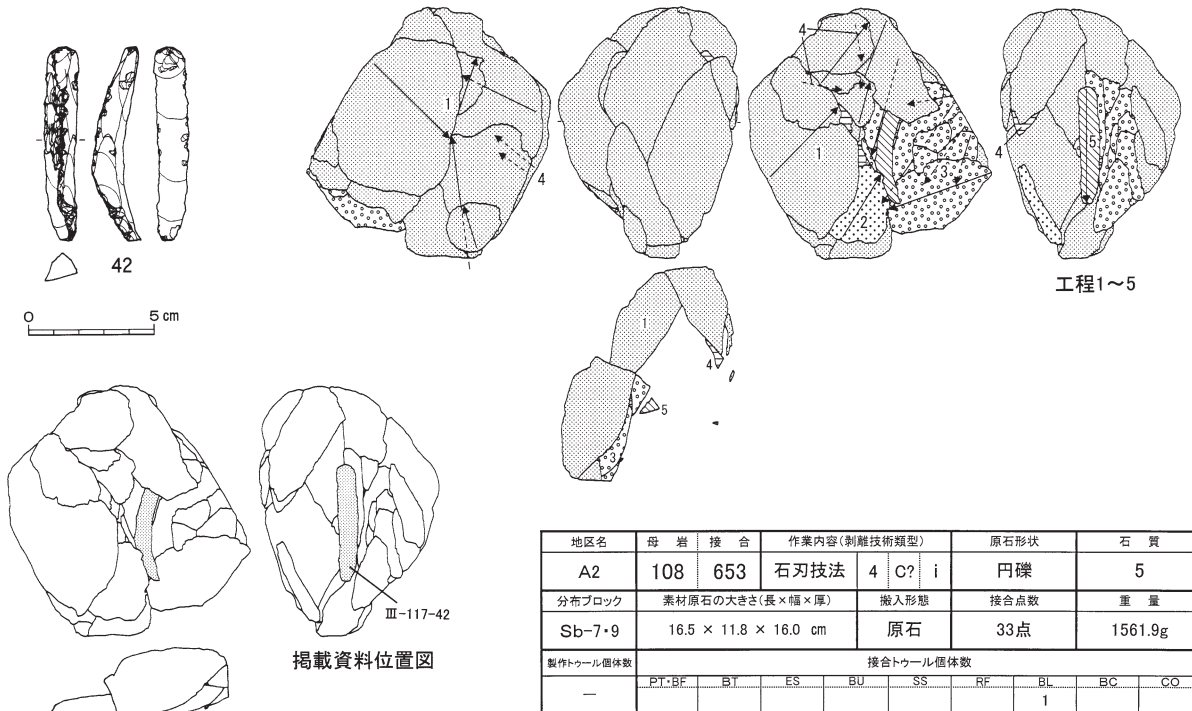 42
0 5 cm
1
4
4
1
2
3
4
5
工程1～5
1
4
5
3
Ⅲ-117-42
掲載資料位置図
地区名 母岩 接合 作業内容(剥離技術類型) 原石形状 石質
A2 108 653 石刃技法 4 C? i 円礫 5
分布ブロック 素材原石の大きさ(長×幅×厚) 搬入形態 接合点数 重量
Sb-7・9 16.5 × 11.8 × 16.0 cm 原石 33点 1561.9g
製作トゥール個体数 接合トゥール個体数
― PT・BF BT ES BU SS RF BL BC CO
1